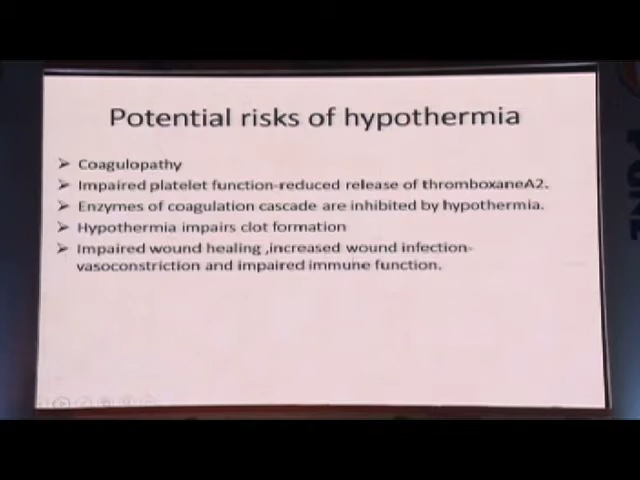 Potential risks of hypothermia
➢ Coagulopathy
➢ Impaired platelet function-reduced release of thromboxaneA2.
➢ Enzymes of coagulation cascade are inhibited by hypothermia.
➢ Hypothermia impairs clot formation
➢ Impaired wound healing ,increased wound infection-
vasoconstriction and impaired immune function.